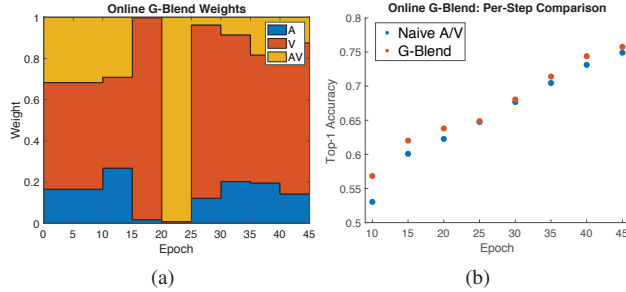 Online G-Blend Weights
A
V
AV
1
0.8
0.6
0.4
0.2
0
Weight
0 5 10 15 20 25 30 35 40 45
Epoch
(a)
Online G-Blend: Per-Step Comparison
Naive A/V
G-Blend
0.8
0.75
0.7
0.65
0.6
0.55
0.5
Top-1 Accuracy
10 15 20 25 30 35 40 45
Epoch
(b)